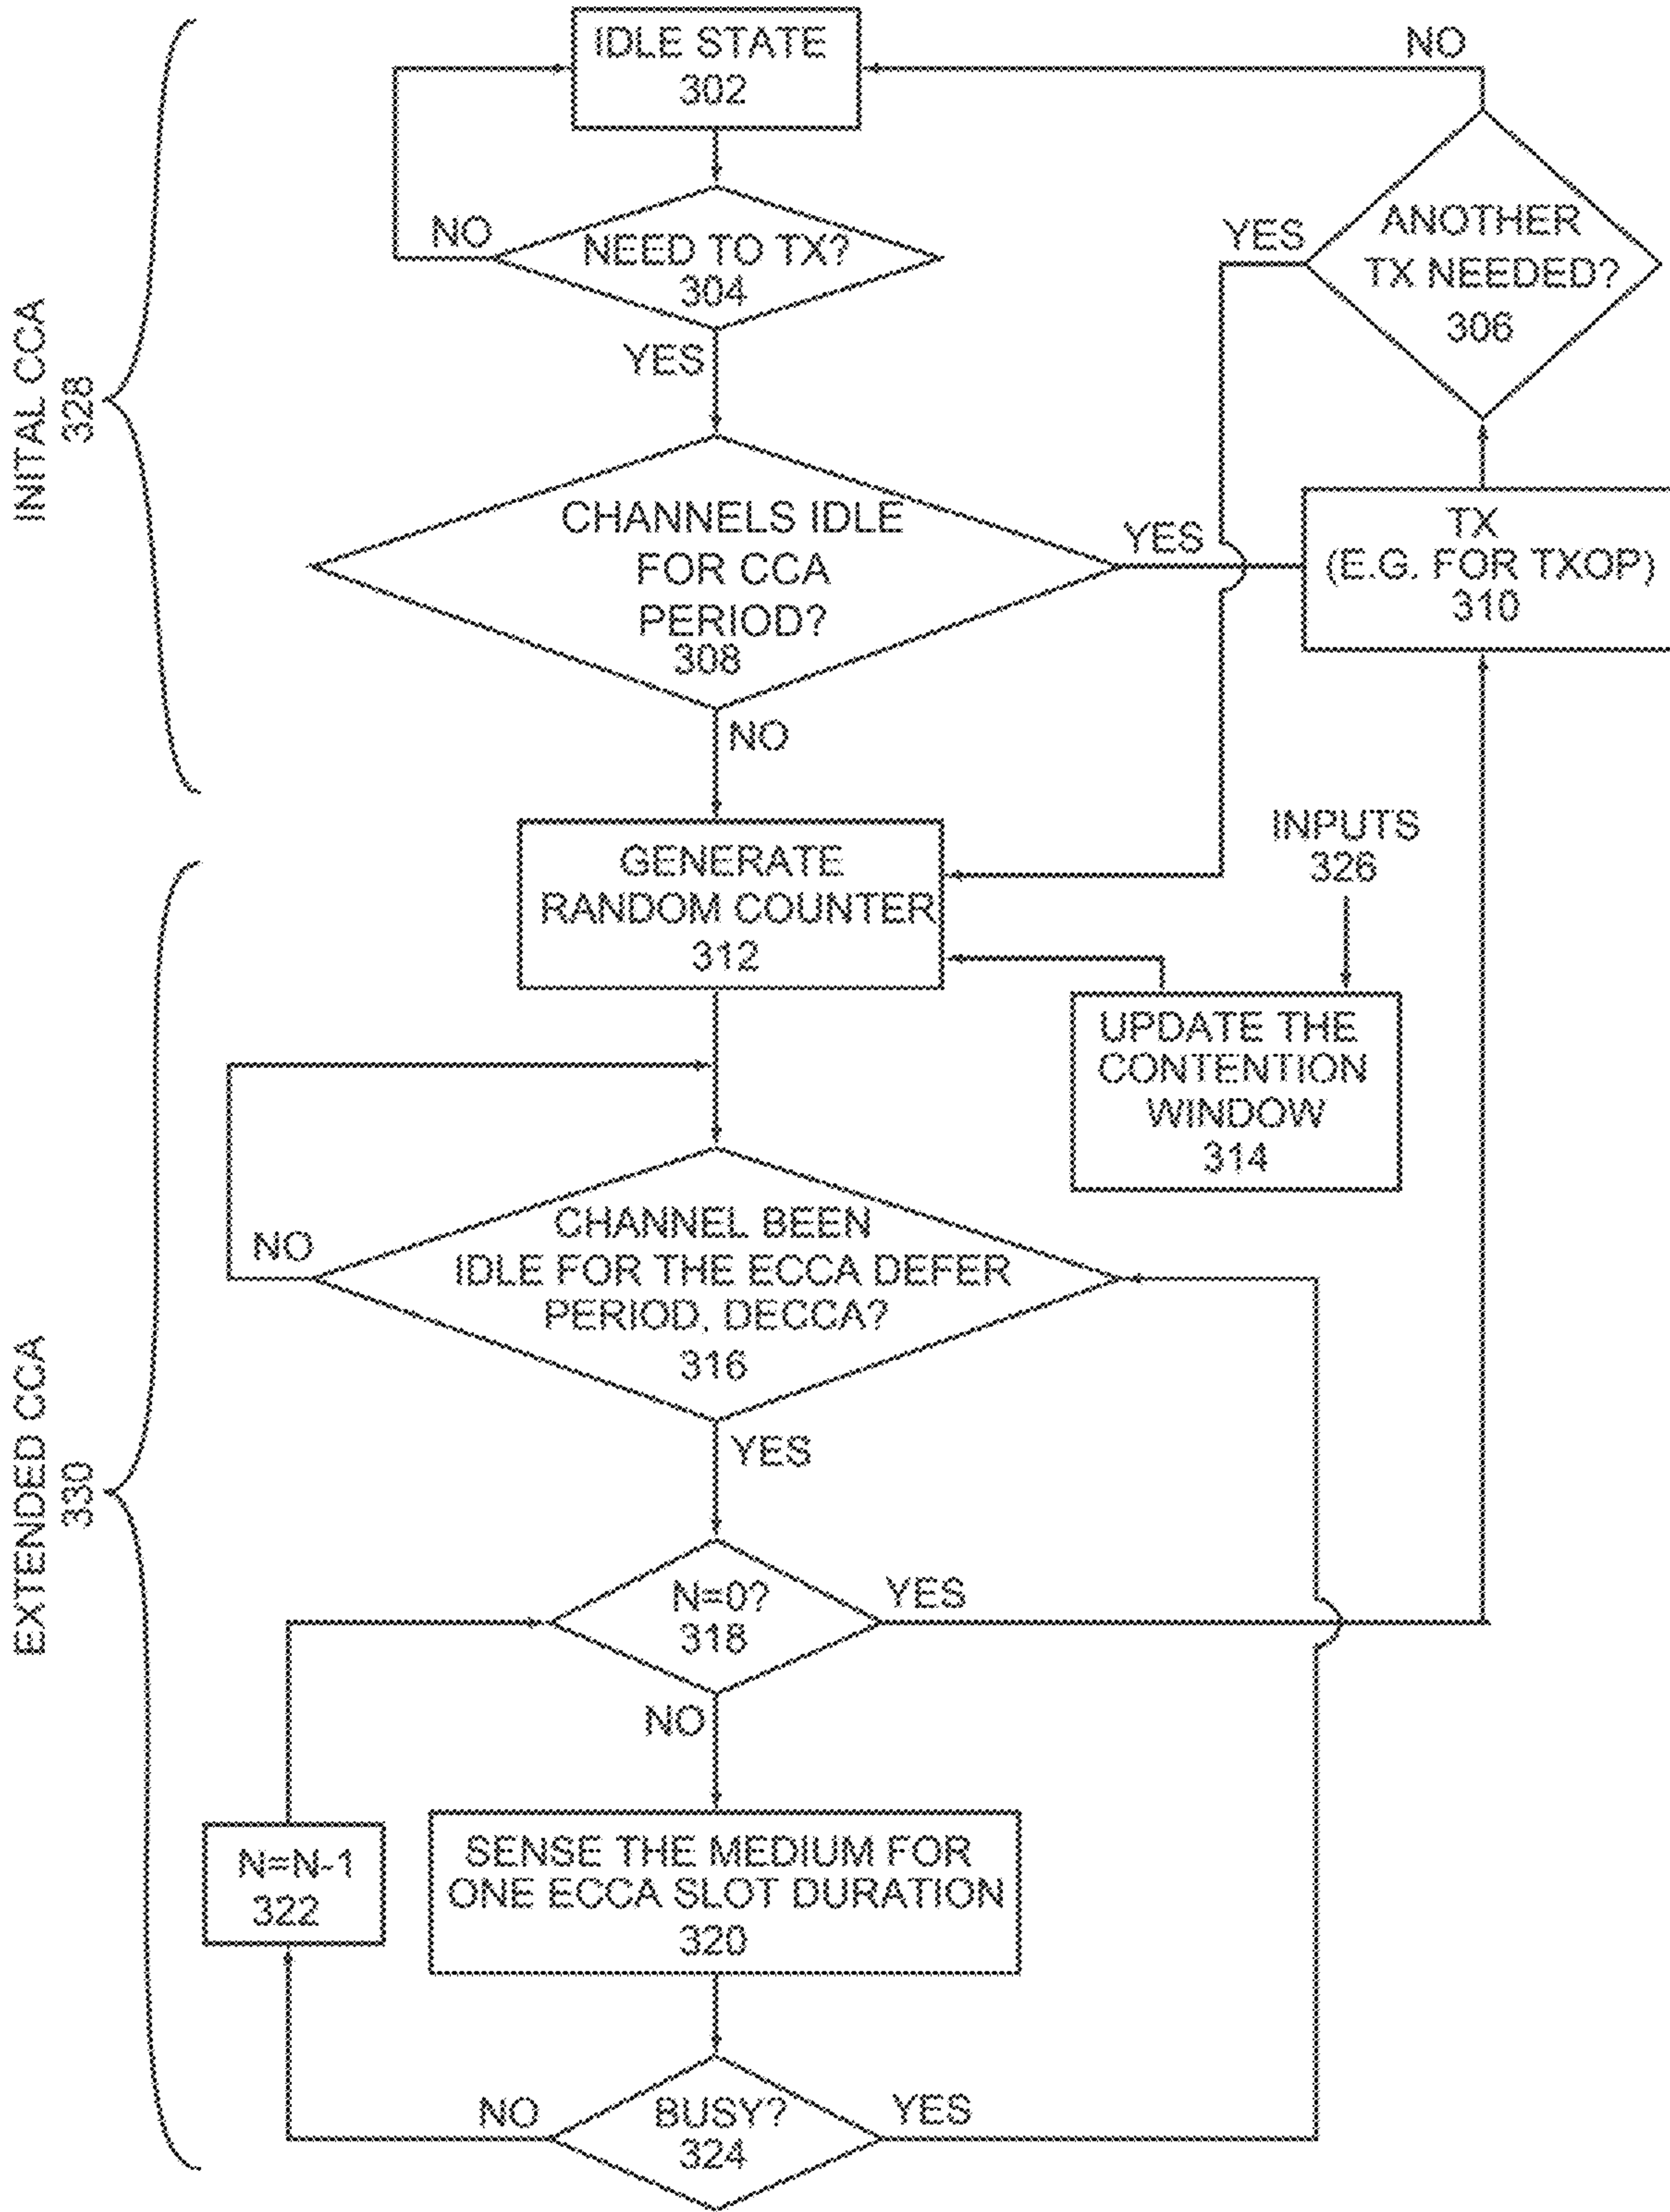 IDLE STATE
302
NO
NO
NEED TO TX?
304
YES
ANOTHER
TX NEEDED?
306
YES
INITAL CCA
328
CHANNELS IDLE
FOR CCA
PERIOD?
308
YES
TX
(E.G. FOR TXOP)
310
NO
GENERATE
RANDOM COUNTER
312
INPUTS
326
UPDATE THE
CONTENTION
WINDOW
314
CHANNEL BEEN
IDLE FOR THE ECCA DEFER
PERIOD, DECCA?
316
NO
YES
EXTENDED CCA
330
N=0?
318
YES
NO
N=N-1
322
SENSE THE MEDIUM FOR
ONE ECCA SLOT DURATION
320
NO
BUSY?
324
YES